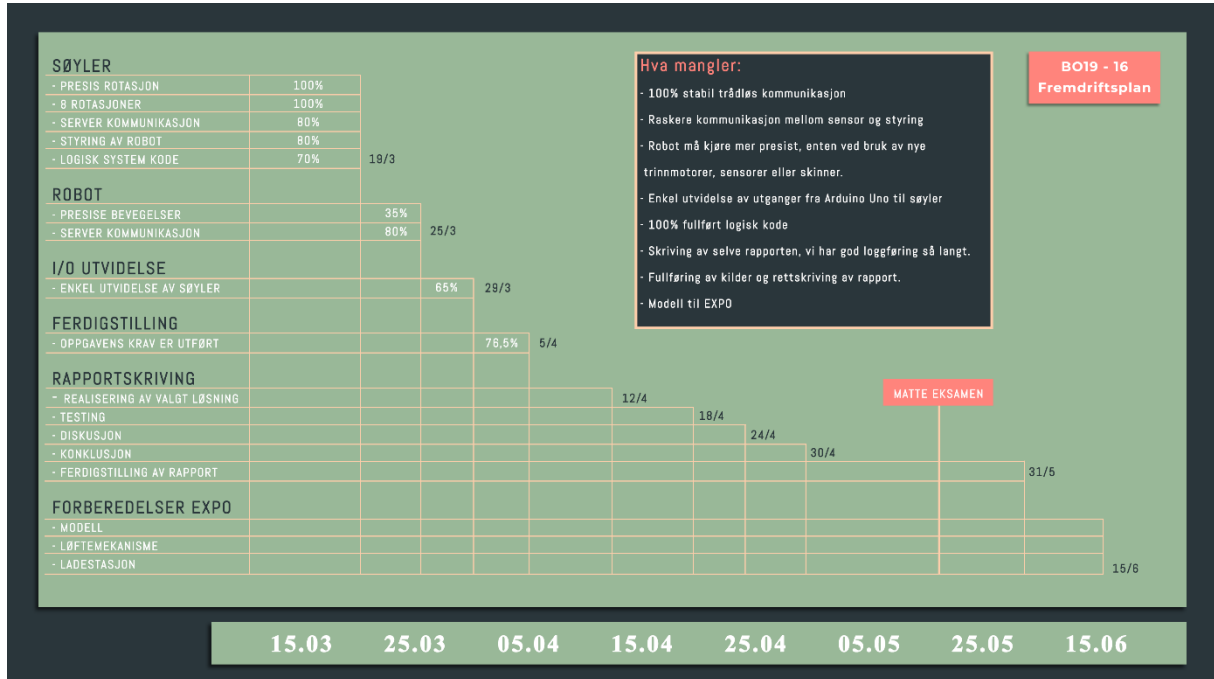 SØYLER
- PRESIS ROTASJON 100%
- 8 ROTASJONER 100%
- SERVER KOMMUNIKASJON 80%
- STYRING AV ROBOT 80%
- LOGISK SYSTEM KODE 70% 19/3
ROBOT
- PRESISE BEVEGELSER 35%
- SERVER KOMMUNIKASJON 80% 25/3
I/O UTVIDELSE
- ENKEL UTVIDELSE AV SØYLER 65% 29/3
FERDIGSTILLING
- OPPGAVENS KRAV ER UTFØRT 76,5% 5/4
RAPPORTSKRIVING
- REALISERING AV VALGT LØSNING 12/4
- TESTING 18/4
- DISKUSJON 24/4
- KONKLUSJON 30/4
- FERDIGSTILLING AV RAPPORT 31/5
FORBEREDELSER EXPO
- MODELL
- LØFTEMEKANISME
- LADESTASJON 15/6
Hva mangler:
- 100% stabil trådløs kommunikasjon
- Raskere kommunikasjon mellom sensor og styring
- Robot må kjøre mer presist, enten ved bruk av nye
trinnmotorer, sensorer eller skinner.
- Enkel utvidelse av utganger fra Arduino Uno til søyler
- 100% fullført logisk kode
- Skriving av selve rapporten, vi har god loggføring så langt.
- Fullføring av kilder og rettskriving av rapport.
- Modell til EXPO
BO19 - 16
Fremdriftsplan
MATTE EKSAMEN
15.03 25.03 05.04 15.04 25.04 05.05 25.05 15.06